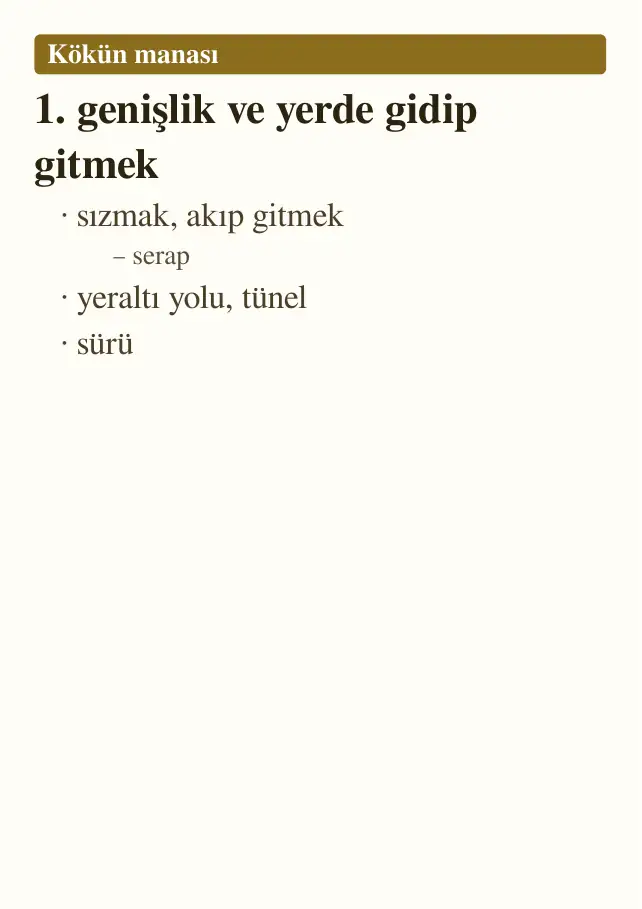 Kökün manası
1. genişlik ve yerde gidip
gitmek
· sızmak, akıp gitmek
– serap
· yeraltı yolu, tünel
· sürü